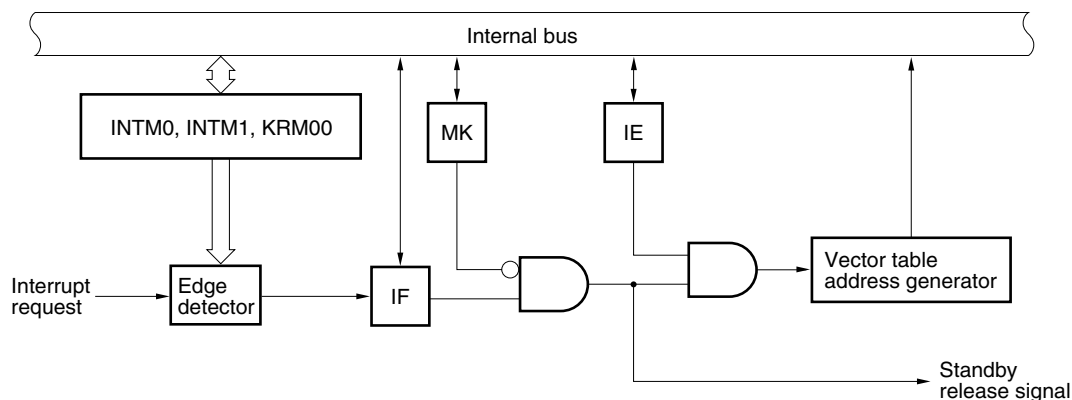 Internal bus
INTM0, INTM1, KRM00
MK
IE
Interrupt
request
Edge
detector
IF
Vector table
address generator
Standby
release signal